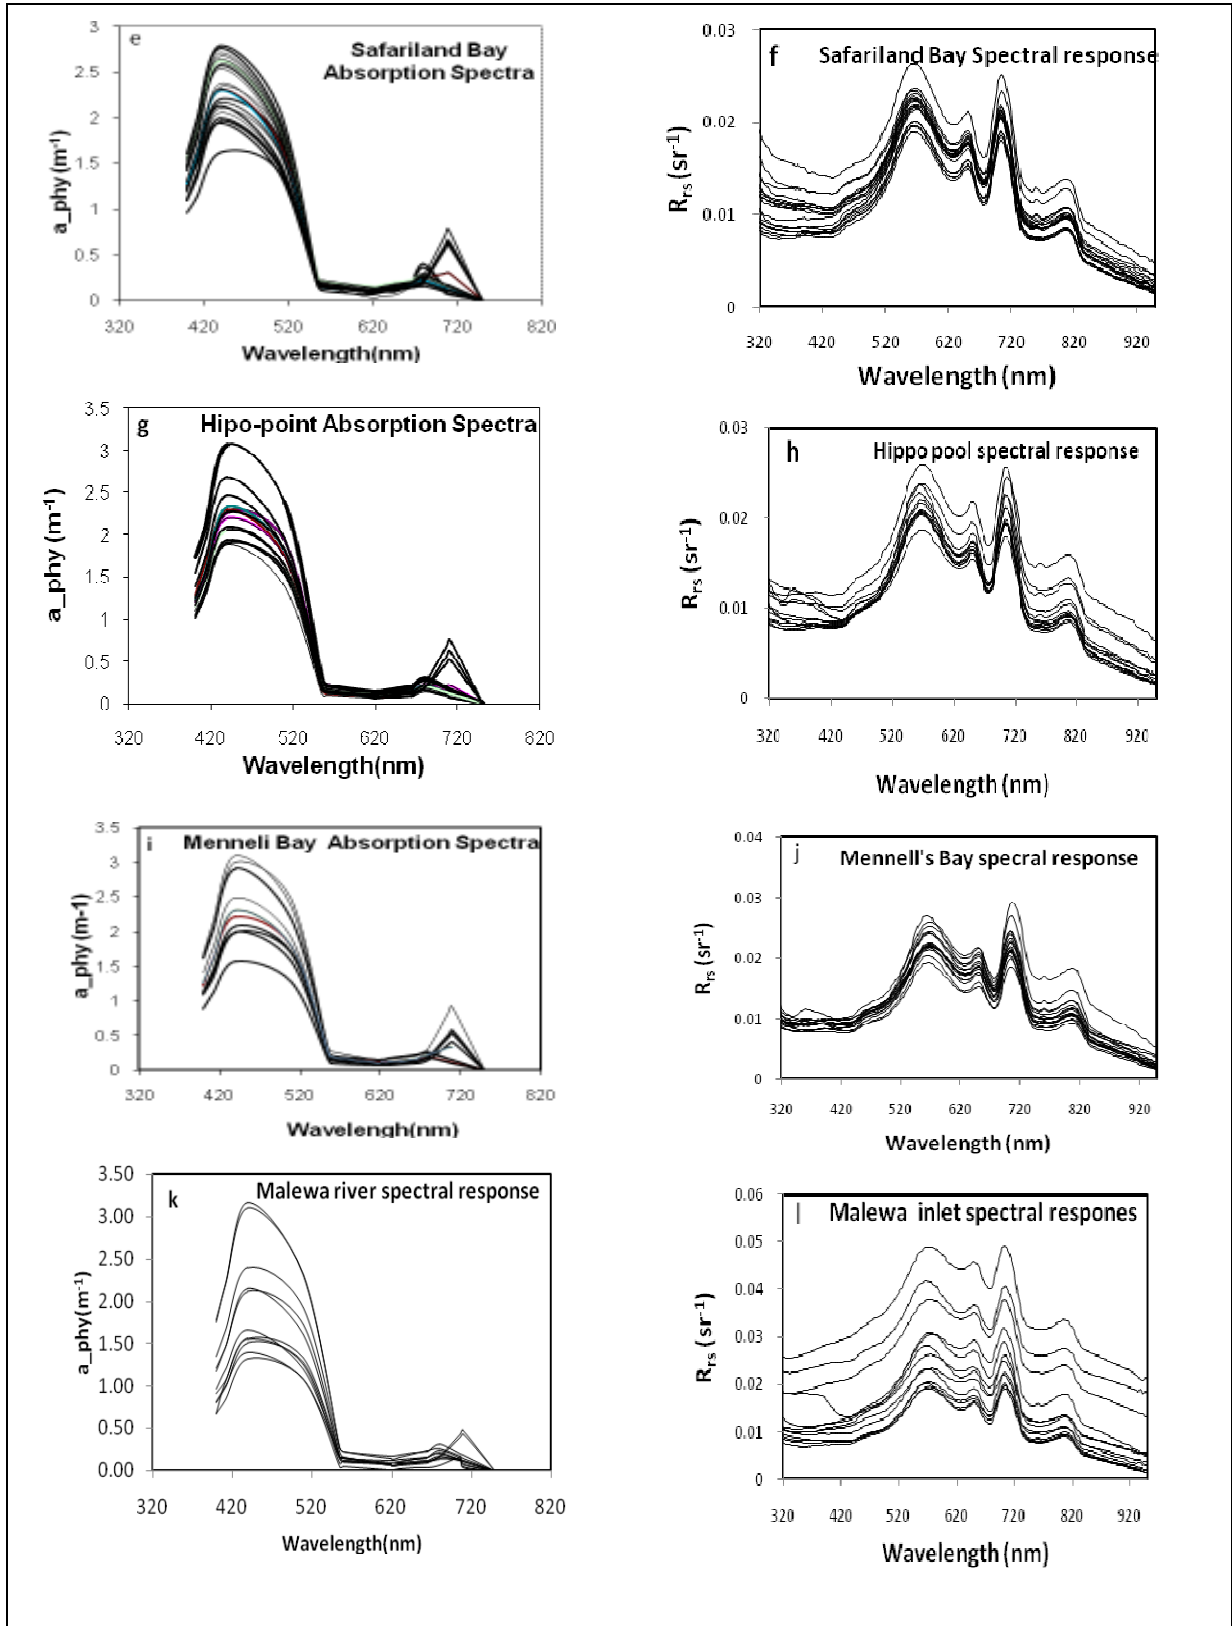 e
Safariland Bay
Absorption Spectra
3
2.5
2
1.5
1
0.5
0
a_phy (m-1)
320 420 520 620 720 820
Wavelength(nm)
f Safariland Bay Spectral response
0.03
0.02
0.01
0
Rrs (sr-1)
320 420 520 620 720 820 920
Wavelength (nm)
g Hipo-point Absorption Spectra
3.5
3
2.5
2
1.5
1
0.5
0
a_phy (m-1)
320 420 520 620 720 820
Wavelength(nm)
h Hippo pool spectral response
0.03
0.02
0.01
0
Rrs (sr-1)
320 420 520 620 720 820 920
Wavelength (nm)
i Menneli Bay Absorption Spectra
3.5
3
2.5
2
1.5
1
0.5
0
a_phy (m-1)
320 420 520 620 720 820
Wavelengh(nm)
j
Mennell's Bay specral response
0.04
0.03
0.02
0.01
0
Rrs (sr-1)
320 420 520 620 720 820 920
Wavelength (nm)
k Malewa river spectral response
3.50
3.00
2.50
2.00
1.50
1.00
0.50
0.00
a_phy(m-1)
320 420 520 620 720 820
Wavelength(nm)
l Malewa inlet spectral respones
0.06
0.05
0.04
0.03
0.02
0.01
0
Rrs ( sr-1)
320 420 520 620 720 820 920
Wavelength (nm)